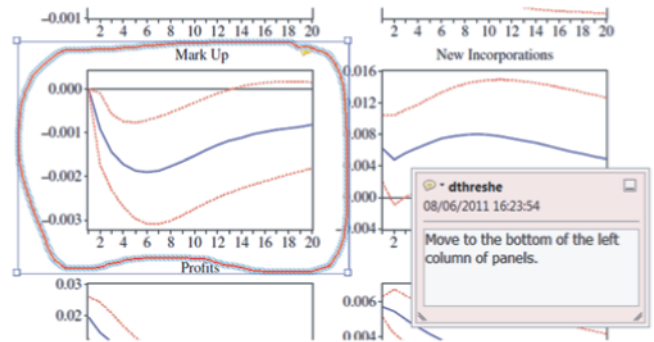 −0.001
2 4 6 8 10 12 14 16 18 20
2 4 6 8 10 12 14 16 18 20
Mark Up
0.000
−0.001
−0.002
−0.003
2 4 6 8 10 12 14 16 18 20
New Incorporations
0.016
0.012
0.008
0.004
0.000
.004
2
dthreshe
08/06/2011 16:23:54
Move to the bottom of the left
column of panels.
Profits
0.03
0.02
0.006
0.004